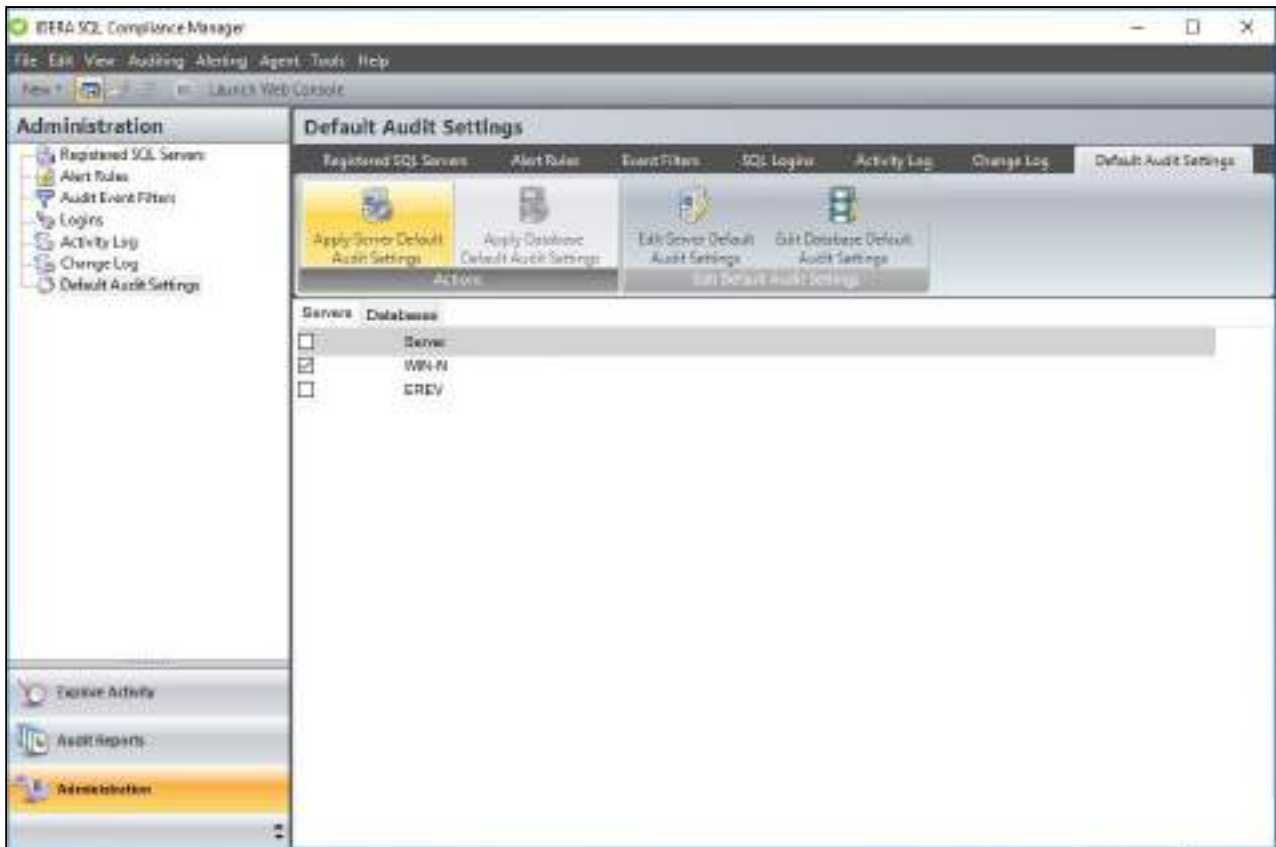 IDERA SQL Compliance Manager
File Edit View Auditing Alerting Agent Tools Help
New Launch Web Console
Administration
Registered SQL Servers
Alert Rules
Audit Event Filters
Logins
Activity Log
Change Log
Default Audit Settings
Explore Activity
Audit Reports
Administration
Default Audit Settings
Registered SQL Servers Alert Rules Event Filters SQL Logins Activity Log Change Log Default Audit Settings
Apply Server Default Audit Settings
Apply Database Default Audit Settings
Edit Server Default Audit Settings
Edit Database Default Audit Settings
Actions
Edit Default Audit Settings
Servers Databases
Server
WIN-N
EREV